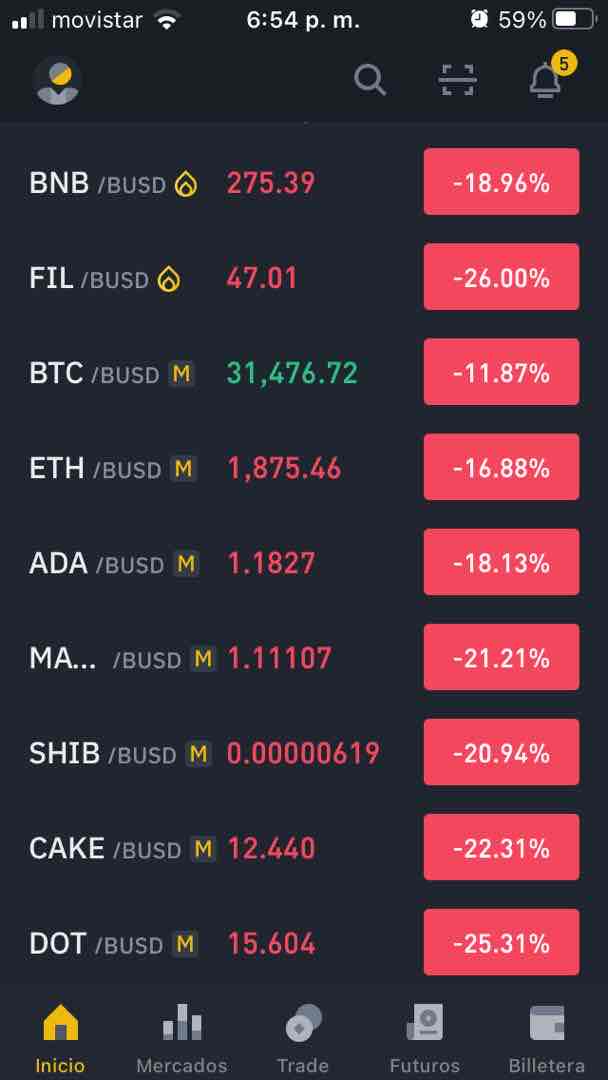 movistar 6:54 p. m. 59%
5
BNB /BUSD 275.39 -18.96%
FIL /BUSD 47.01 -26.00%
BTC /BUSD M 31,476.72 -11.87%
ETH /BUSD M 1,875.46 -16.88%
ADA /BUSD M 1.1827 -18.13%
MA... /BUSD M 1.11107 -21.21%
SHIB /BUSD M 0.00000619 -20.94%
CAKE /BUSD M 12.440 -22.31%
DOT /BUSD M 15.604 -25.31%
Inicio Mercados Trade Futuros Billetera